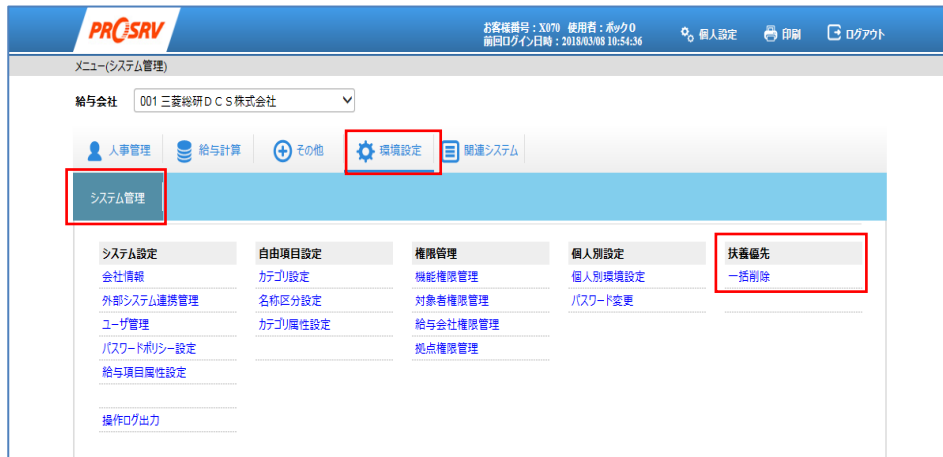 PROSRV
お客様番号：X070 使用者：ボック0
前回ログイン日時：2018/03/08 10:54:36
個人設定
印刷
ログアウト
メニュー(システム管理)
給与会社
001 三菱総研ＤＣＳ株式会社
人事管理
給与計算
その他
環境設定
関連システム
システム管理
システム設定
会社情報
外部システム連携管理
ユーザ管理
パスワードポリシー設定
給与項目属性設定
操作ログ出力
自由項目設定
カテゴリ設定
名称区分設定
カテゴリ属性設定
権限管理
機能権限管理
対象者権限管理
給与会社権限管理
拠点権限管理
個人別設定
個人別環境設定
パスワード変更
扶養優先
一括削除